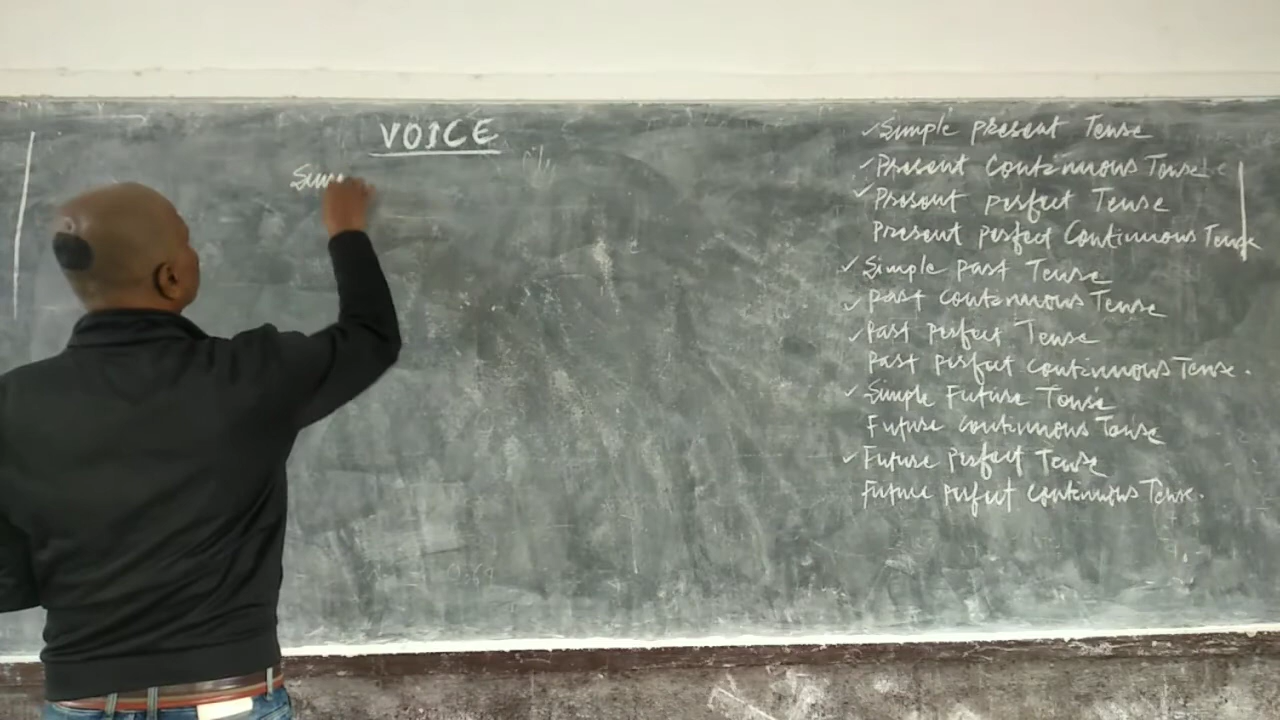 VOICE
Simple present Tense
Present Continuous Tense
Present perfect Tense
Present perfect Continuous Tense
Simple past Tense
past continuous Tense
Past perfect Tense
Past perfect continuous Tense.
Simple Future Tense
Future continuous Tense
Future perfect Tense
Future perfect continuous Tense.